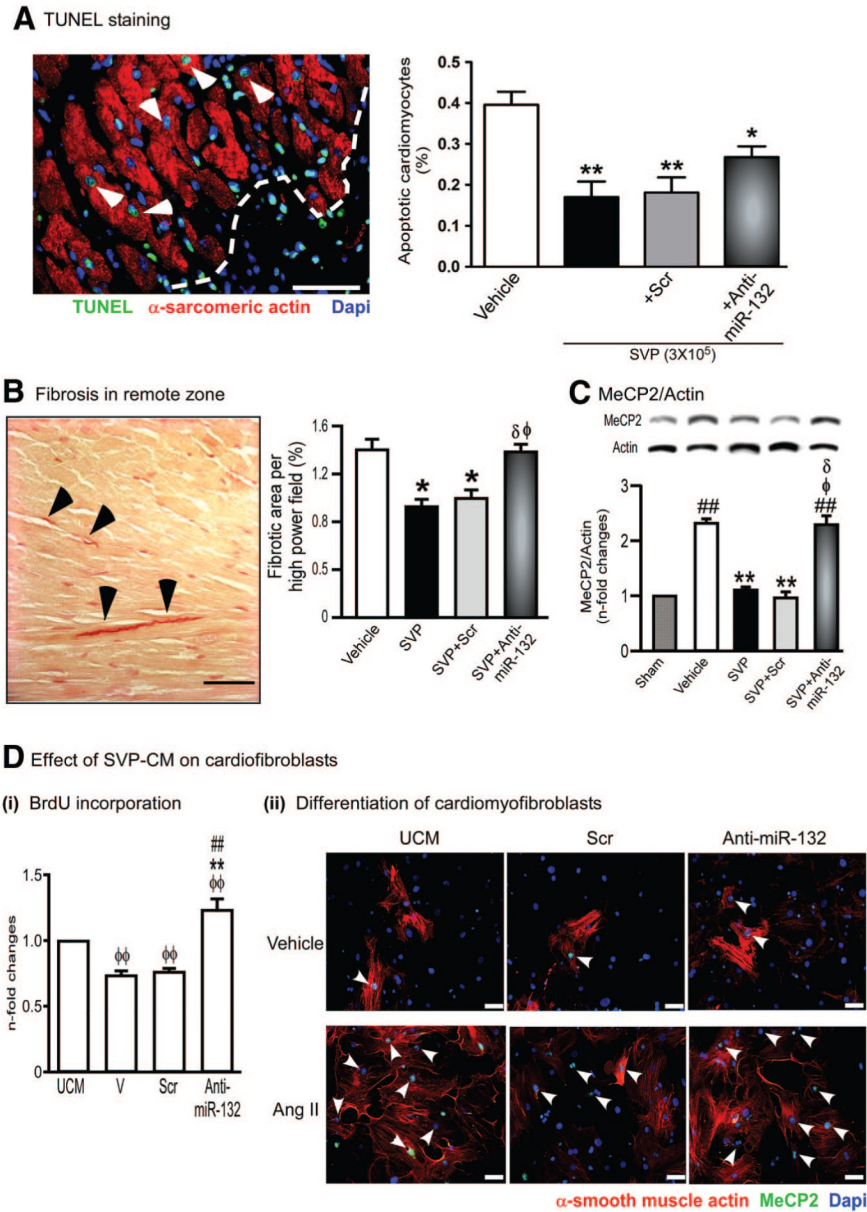 A TUNEL staining
TUNEL α-sarcomeric actin Dapi
Apoptotic cardiomyocytes
(%)
0.5
0.4
0.3
0.2
0.1
0.0
**
**
*
Vehicle
+Scr
+Anti-
miR-132
SVP (3X10⁵)
B Fibrosis in remote zone
Fibrotic area per
high power field (%)
1.6
1.2
0.8
0.5
0
*
*
δ ϕ
Vehicle
SVP
SVP+Scr
SVP+Anti-
miR-132
C MeCP2/Actin
MeCP2
Actin
MeCP2/Actin
(n-fold changes)
3
2
1
0
##
**
**
δ
ϕ
##
Sham
Vehicle
SVP
SVP+Scr
SVP+Anti-
miR-132
D Effect of SVP-CM on cardiofibroblasts
(i) BrdU incorporation
n-fold changes
1.5
1.0
0.5
0
ϕϕ
ϕϕ
##
**
ϕϕ
UCM
V
Scr
Anti-
miR-132
(ii) Differentiation of cardiomyofibroblasts
UCM Scr Anti-miR-132
Vehicle
Ang II
α-smooth muscle actin MeCP2 Dapi